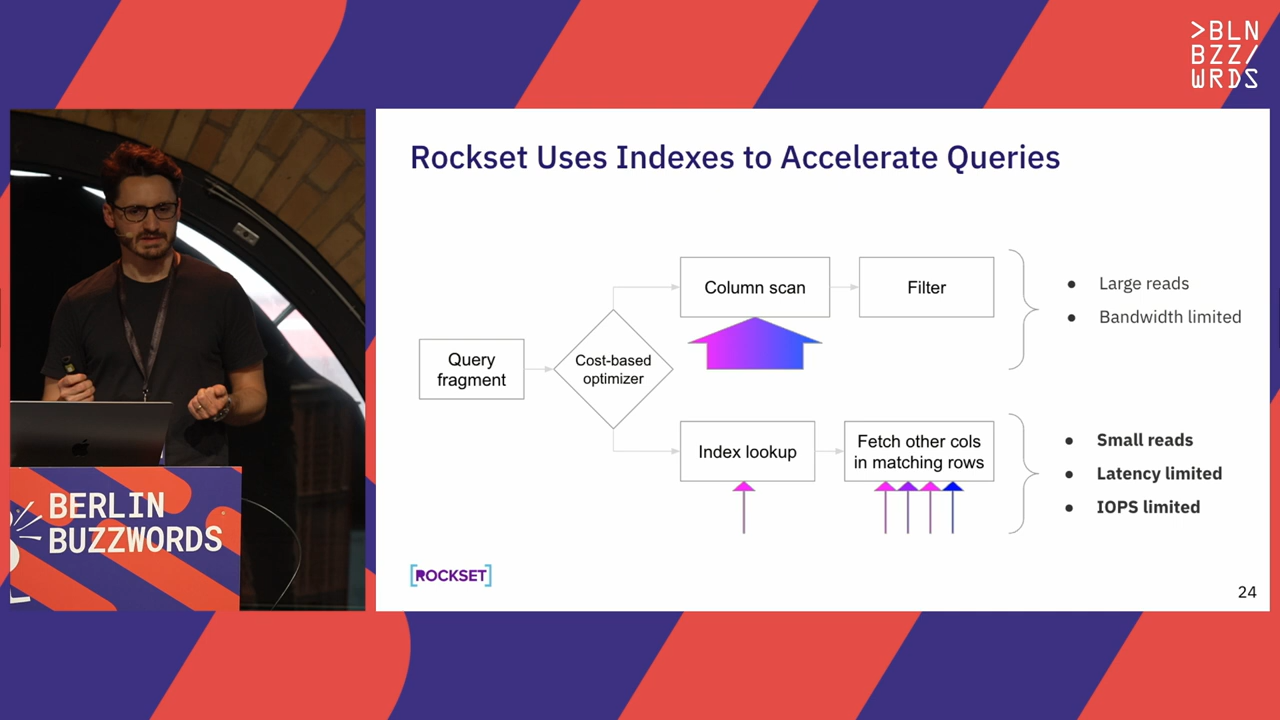 >BLN
BZZ/
WRDS
Rockset Uses Indexes to Accelerate Queries
Query
fragment
Cost-based
optimizer
Column scan
Filter
Large reads
Bandwidth limited
Index lookup
Fetch other cols
in matching rows
Small reads
Latency limited
IOPS limited
[ROCKSET]
24
BERLIN
BUZZWORDS